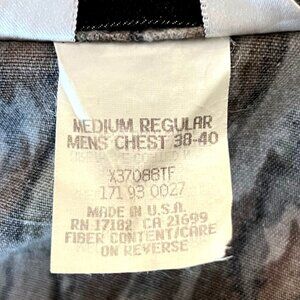 MEDIUM REGULAR
MENS CHEST 38-40
X37088TF
171 93 0027
MADE IN U.S.A.
RN 17182 CA 21699
FIBER CONTENT/CARE
ON REVERSE